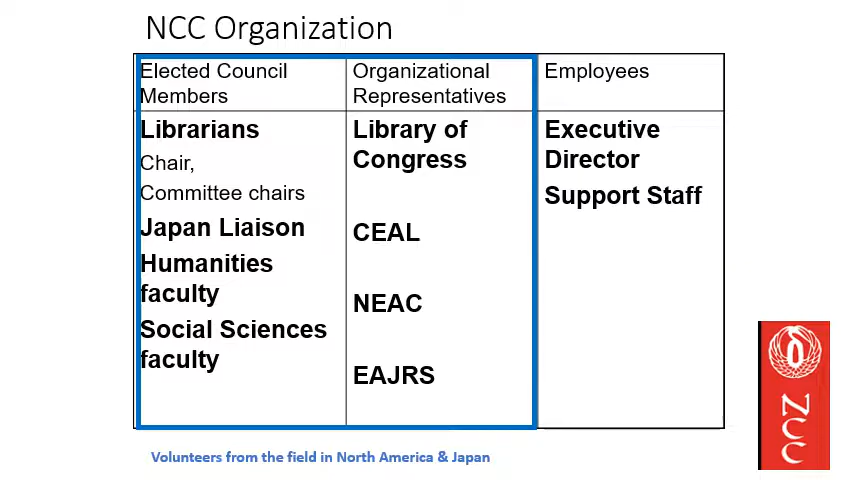 NCC Organization
Elected Council
Members
Librarians
Chair,
Committee chairs
Japan Liaison
Humanities
faculty
Social Sciences
faculty
Organizational
Representatives
Library of
Congress
CEAL
NEAC
EAJRS
Employees
Executive
Director
Support Staff
Volunteers from the field in North America & Japan
NCC